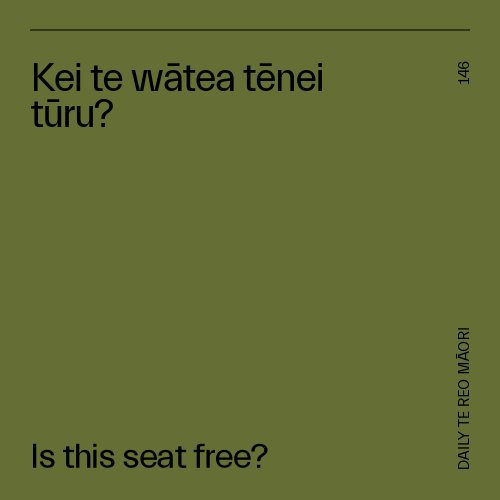 Kei te wātea tēnei
tūru?
146
DAILY TE REO MĀORI
Is this seat free?